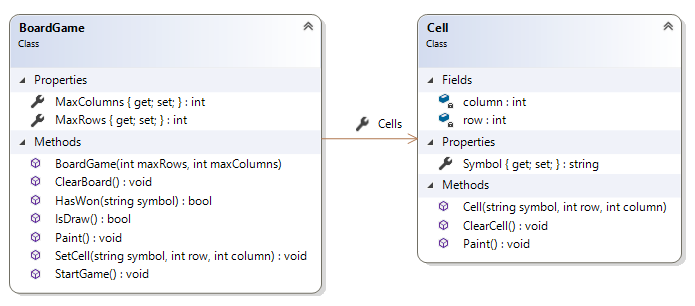 BoardGame
Class
Properties
MaxColumns { get; set; } : int
MaxRows { get; set; } : int
Methods
BoardGame(int maxRows, int maxColumns)
ClearBoard() : void
HasWon(string symbol) : bool
IsDraw() : bool
Paint() : void
SetCell(string symbol, int row, int column) : void
StartGame() : void
Cells
Cell
Class
Fields
column : int
row : int
Properties
Symbol { get; set; } : string
Methods
Cell(string symbol, int row, int column)
ClearCell() : void
Paint() : void